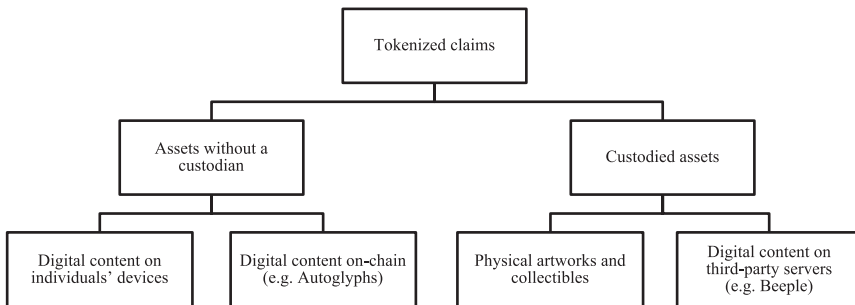 Tokenized claims
Assets without a
custodian
Custodied assets
Digital content on
individuals’ devices
Digital content on-chain
(e.g. Autoglyphs)
Physical artworks and
collectibles
Digital content on
third-party servers
(e.g. Beeple)